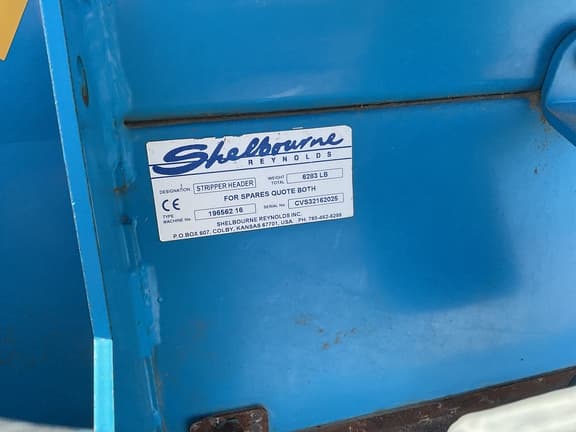 Shelbourne
REYNOLDS
DESIGNATION STRIPPER HEADER WEIGHT TOTAL 6283 LB
FOR SPARES QUOTE BOTH
CE TYPE MACHINE No. 196562 16 SERIAL No. CVS32162025
SHELBOURNE REYNOLDS INC.
P.O.BOX 607, COLBY, KANSAS 67701, USA PH. 785-462-6299